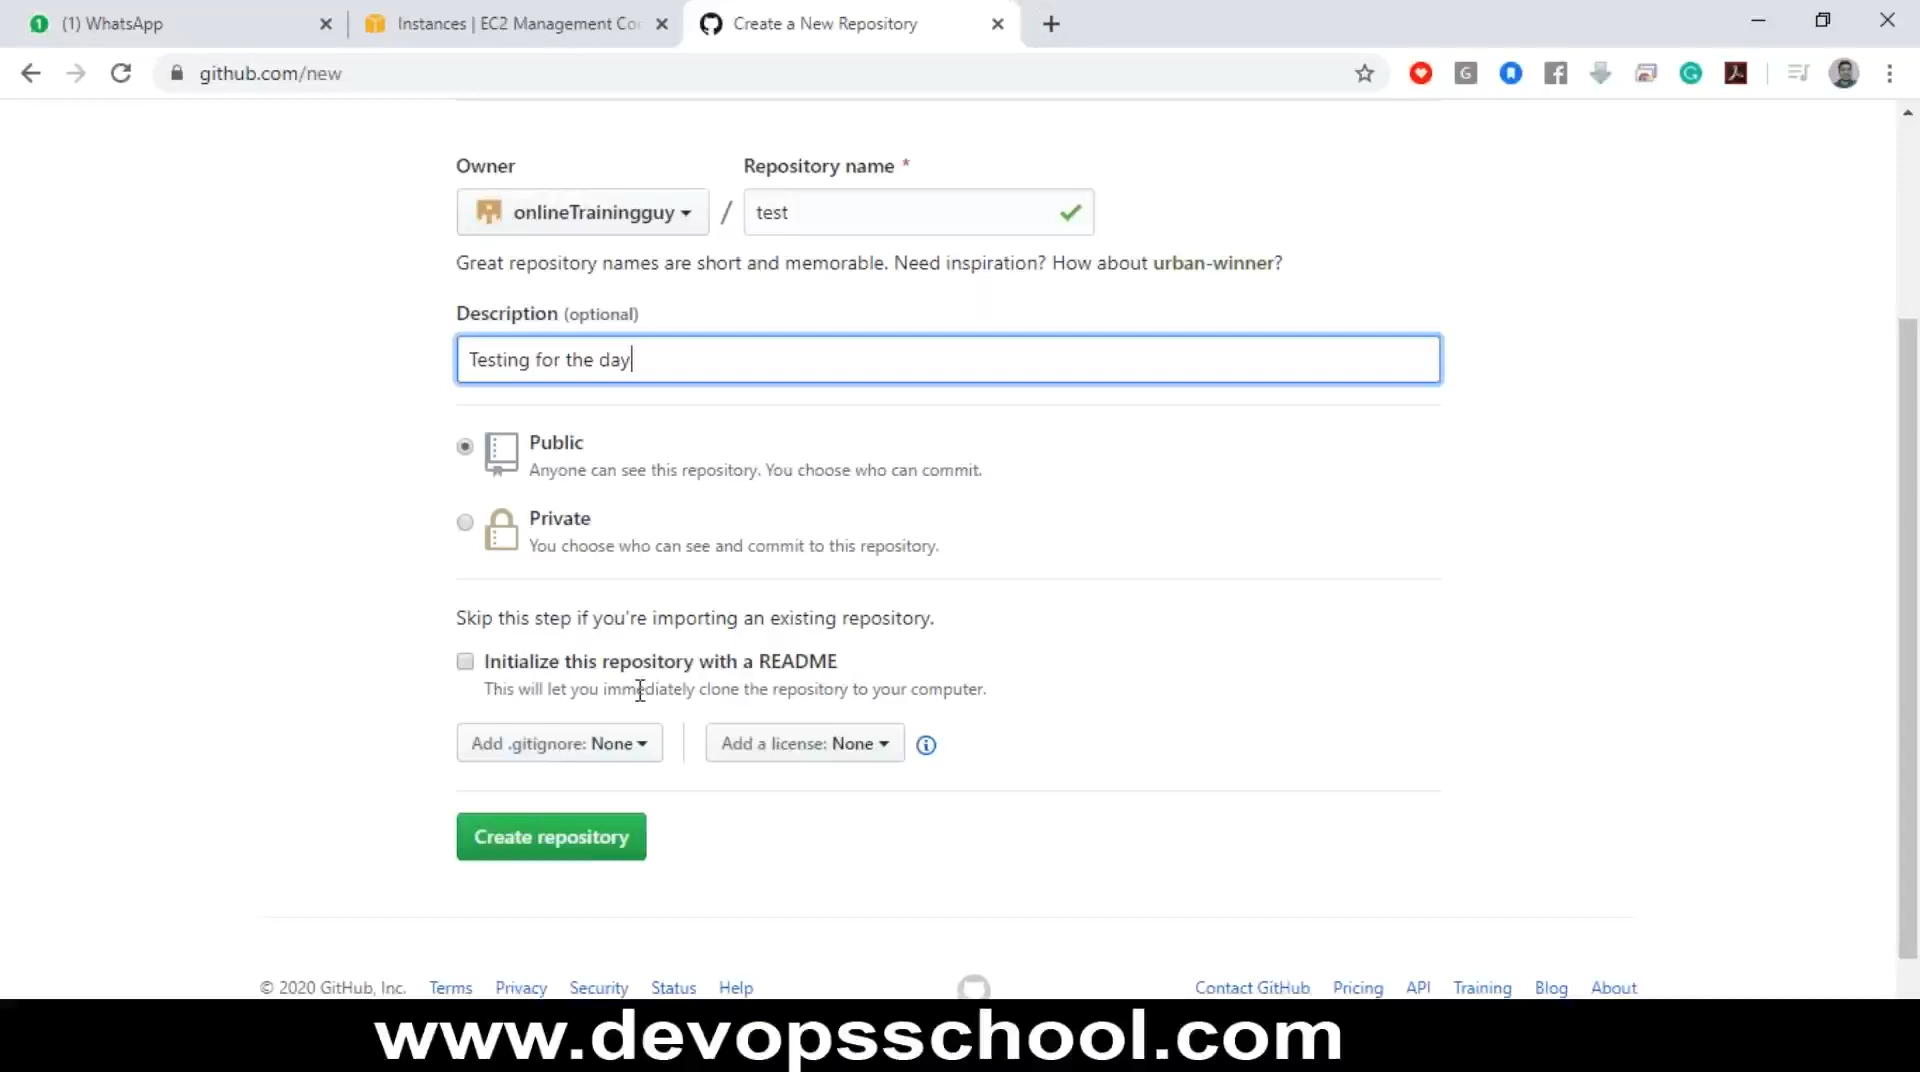 1 (1) WhatsApp
Instances | EC2 Management Co
Create a New Repository
github.com/new
Owner
Repository name *
onlineTrainingguy / test
Great repository names are short and memorable. Need inspiration? How about urban-winner?
Description (optional)
Testing for the day
Public
Anyone can see this repository. You choose who can commit.
Private
You choose who can see and commit to this repository.
Skip this step if you're importing an existing repository.
Initialize this repository with a README
This will let you immediately clone the repository to your computer.
Add .gitignore: None
Add a license: None
Create repository
© 2020 GitHub, Inc. Terms Privacy Security Status Help
Contact GitHub Pricing API Training Blog About
www.devopsschool.com